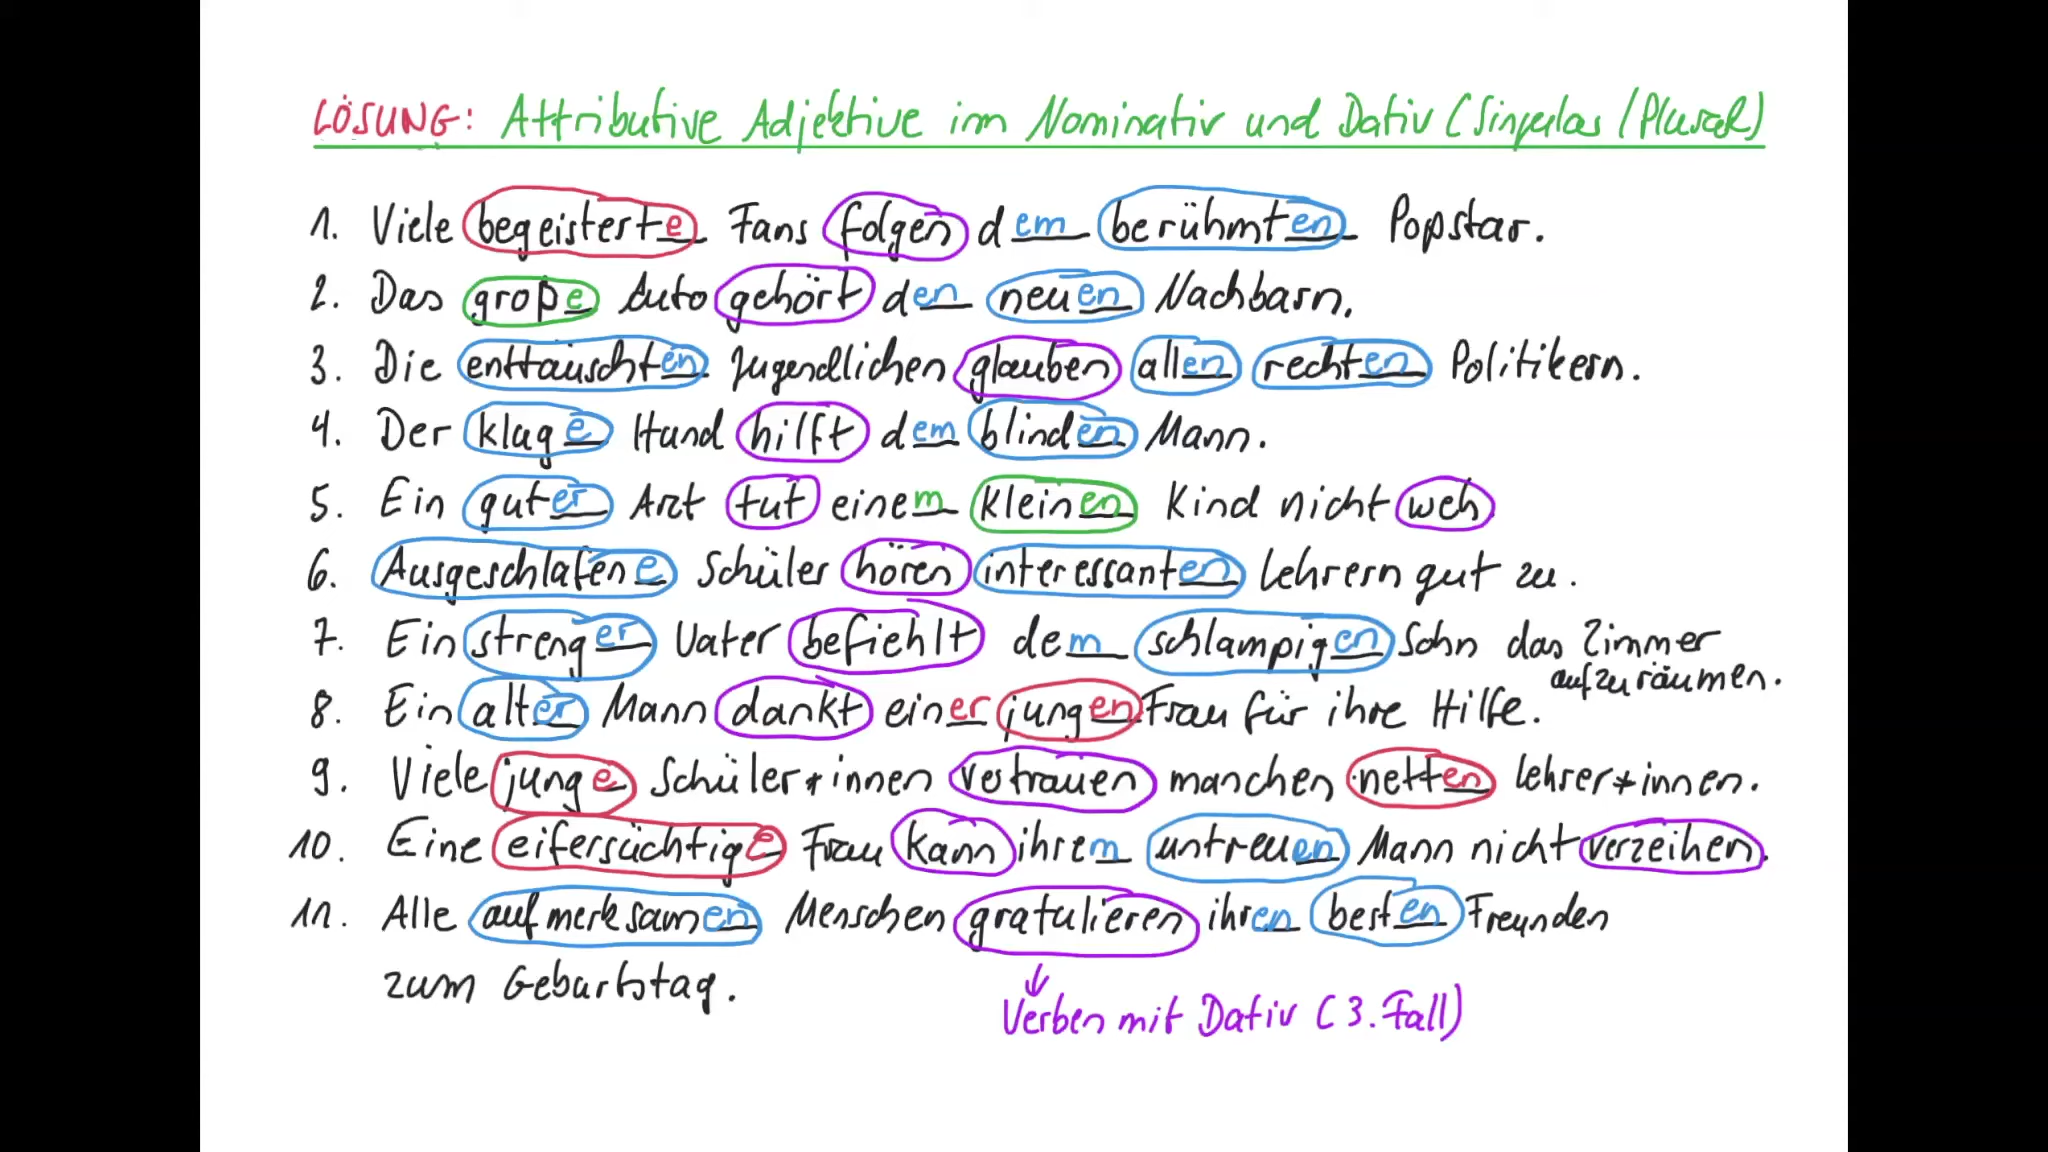 LÖSUNG: Attributive Adjektive im Nominativ und Dativ (Singular / Plural)
1. Viele begeisterte Fans folgen dem berühmten Popstar.
2. Das große Auto gehört den neuen Nachbarn.
3. Die enttäuschten Jugendlichen glauben allen rechten Politikern.
4. Der kluge Hund hilft dem blinden Mann.
5. Ein guter Arzt tut einem kleinen Kind nicht weh
6. Ausgeschlafene Schüler hören interessanten Lehrern gut zu.
7. Ein strenger Vater befiehlt dem schlampigen Sohn das Zimmer
aufzuräumen.
8. Ein alter Mann dankt einer jungen Frau für ihre Hilfe.
9. Viele junge Schüler*innen vertrauen manchen netten Lehrer*innen.
10. Eine eifersüchtige Frau kann ihrem untreuen Mann nicht verzeihen.
11. Alle aufmerksamen Menschen gratulieren ihren besten Freunden
zum Geburtstag.
↓
Verben mit Dativ (3. Fall)